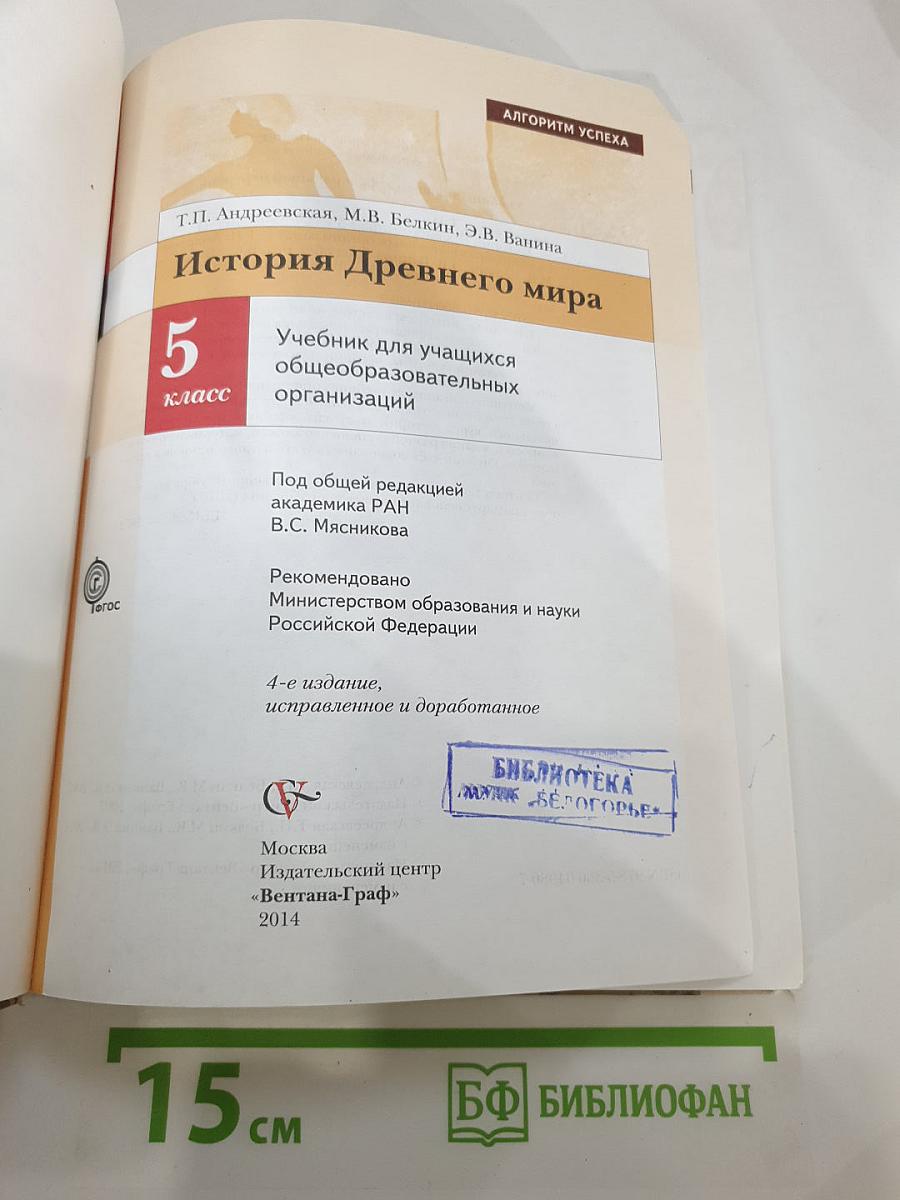 АЛГОРИТМ УСПЕХА
Т.П. Андреевская, М.В. Белкин, Э.В. Ванина
История Древнего мира
5
класс
Учебник для учащихся
общеобразовательных
организаций
Под общей редакцией
академика РАН
В.С. Мясникова
Рекомендовано
Министерством образования и науки
Российской Федерации
ФГОС
4-е издание,
исправленное и доработанное
БИБЛИОТЕКА
«БЕЛОГОРЬЕ»
Москва
Издательский центр
«Вентана-Граф»
2014
15 см
БФ БИБЛИОФАН